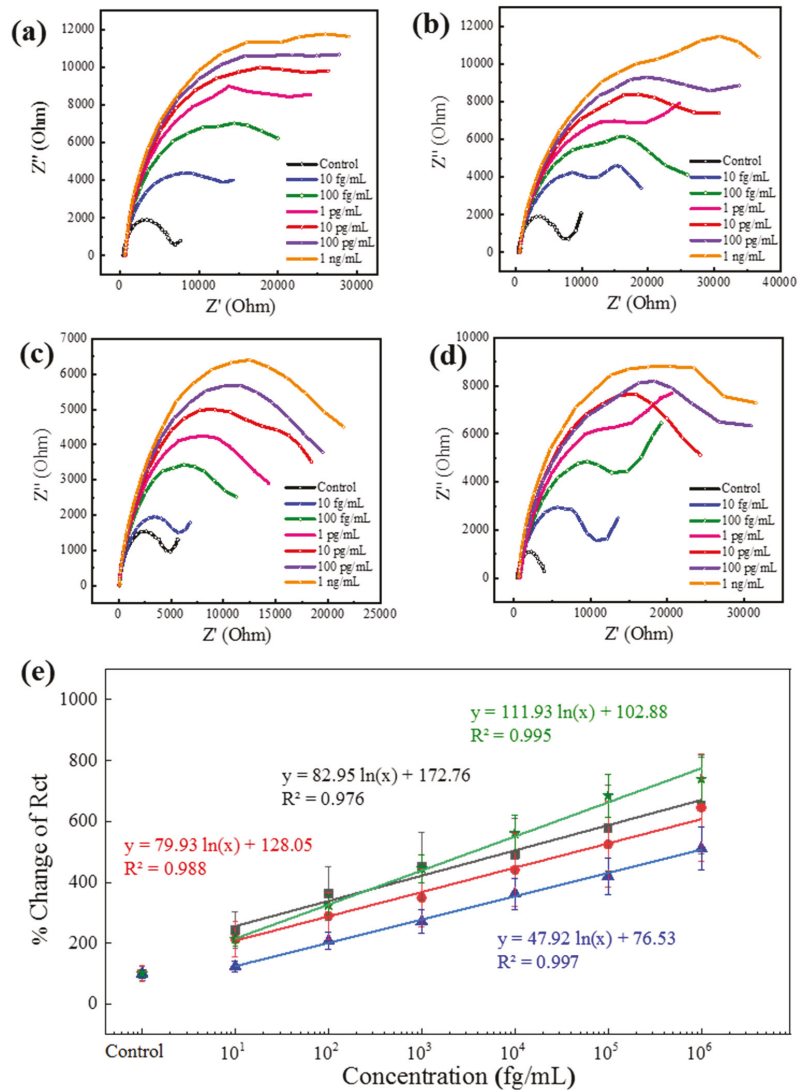 (a)
12000
10000
8000
6000
4000
2000
0
Z" (Ohm)
Control
10 fg/mL
100 fg/mL
1 pg/mL
10 pg/mL
100 pg/mL
1 ng/mL
0 10000 20000 30000
Z' (Ohm)
(b)
12000
10000
8000
6000
4000
2000
0
Z" (Ohm)
Control
10 fg/mL
100 fg/mL
1 pg/mL
10 pg/mL
100 pg/mL
1 ng/mL
0 10000 20000 30000 40000
Z' (Ohm)
(c)
7000
6000
5000
4000
3000
2000
1000
0
Z" (Ohm)
Control
10 fg/mL
100 fg/mL
1 pg/mL
10 pg/mL
100 pg/mL
1 ng/mL
0 5000 10000 15000 20000 25000
Z' (Ohm)
(d)
10000
8000
6000
4000
2000
0
Z" (Ohm)
Control
10 fg/mL
100 fg/mL
1 pg/mL
10 pg/mL
100 pg/mL
1 ng/mL
0 10000 20000 30000
Z' (Ohm)
(e)
1000
800
600
400
200
0
% Change of Rct
y = 111.93 ln(x) + 102.88
R² = 0.995
y = 82.95 ln(x) + 172.76
R² = 0.976
y = 79.93 ln(x) + 128.05
R² = 0.988
y = 47.92 ln(x) + 76.53
R² = 0.997
Control 10¹ 10² 10³ 10⁴ 10⁵ 10⁶
Concentration (fg/mL)